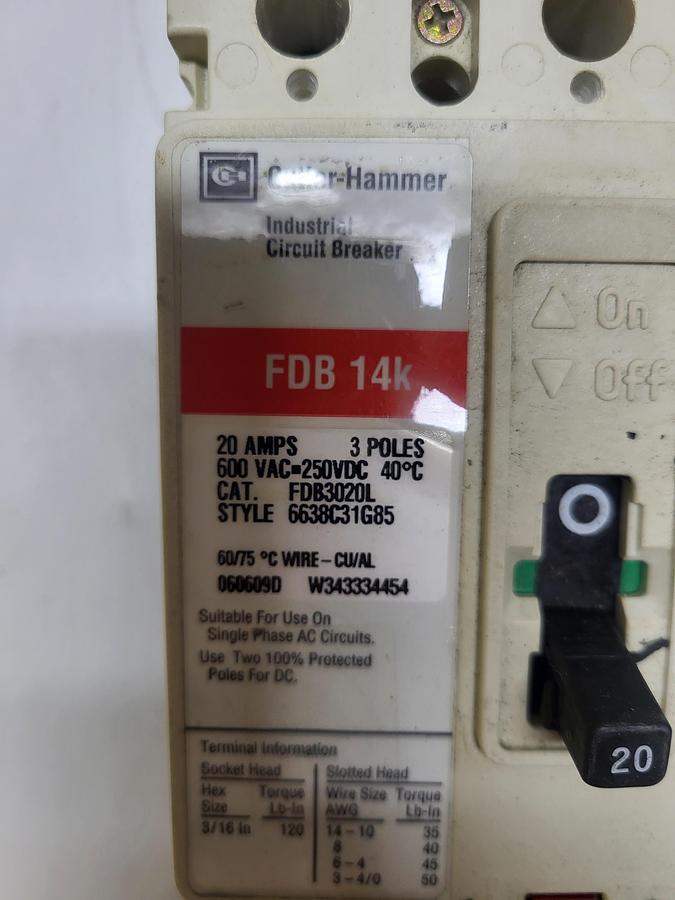 Cutler-Hammer
Industrial
Circuit Breaker
FDB 14k
20 AMPS 3 POLES
600 VAC=250VDC 40°C
CAT. FDB3020L
STYLE 6638C31G85
60/75 °C WIRE-CU/AL
060609D W343334454
Suitable For Use On
Single Phase AC Circuits.
Use Two 100% Protected
Poles For DC.
Terminal Information
Socket Head Slotted Head
Hex Torque Wire Size Torque
Size Lb-In AWG Lb-In
3/16 in 120 14-10 35
8 40
6-4 45
3-4/0 50
On
Off
O
20